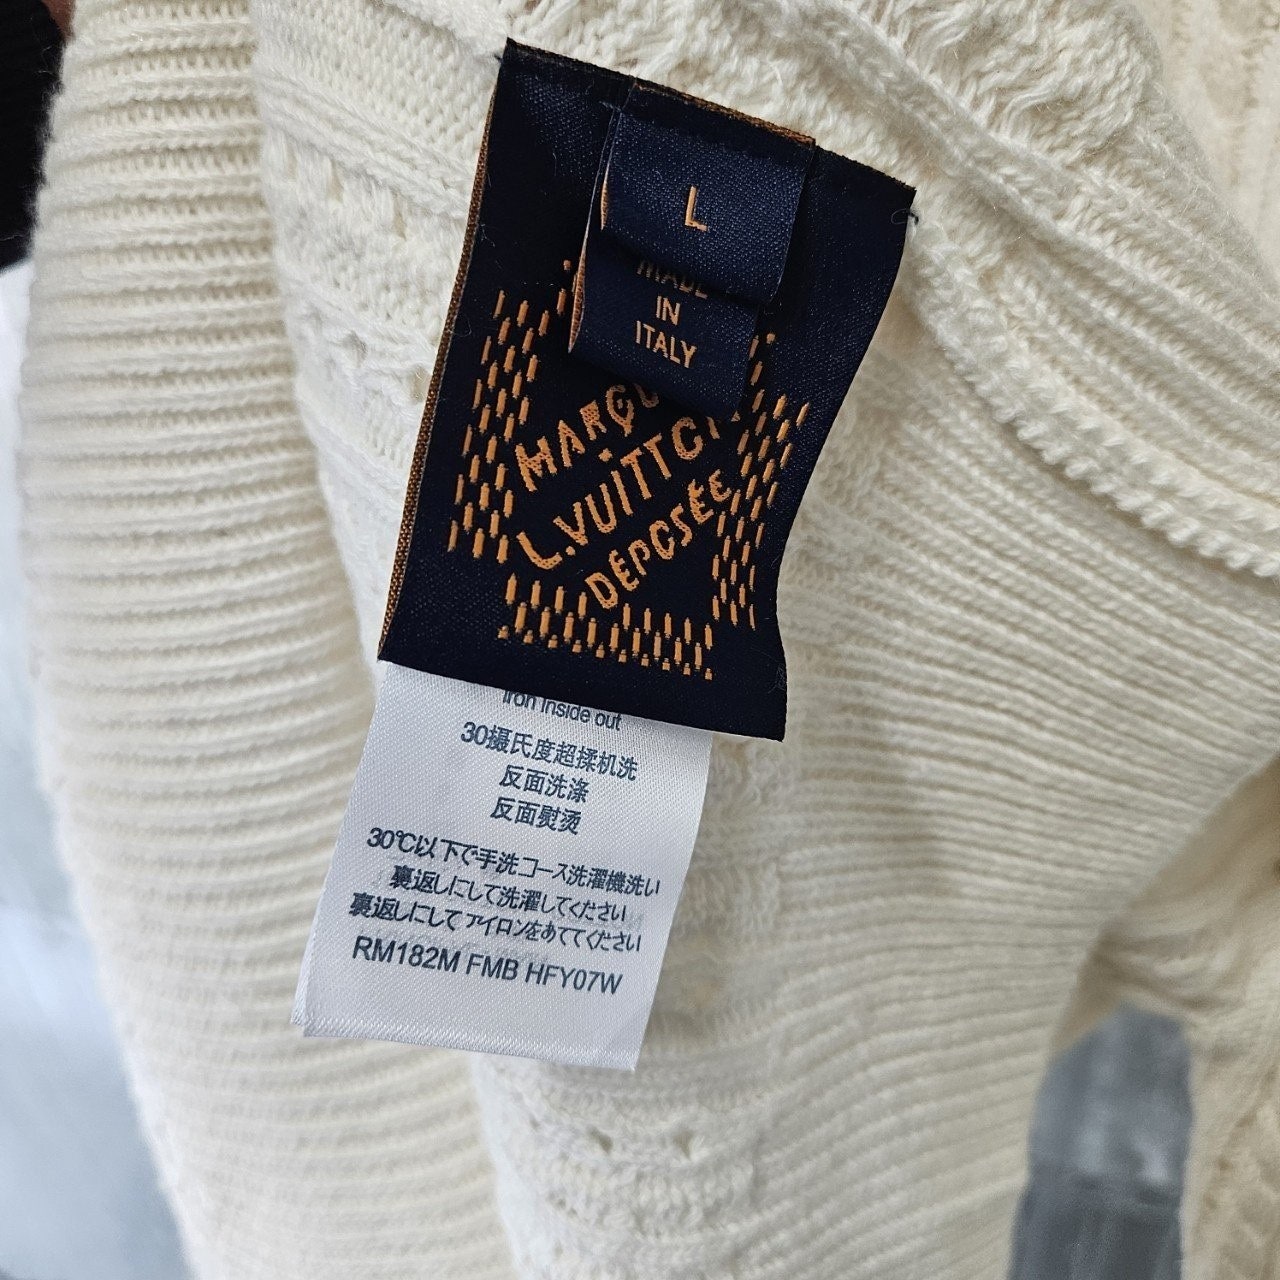 L
MADE
IN
ITALY
L.VUITTON
DÉPOSÉE
Iron inside out
30摄氏度超揉机洗
反面洗涤
反面熨烫
30℃以下で手洗コース洗濯機洗い
裏返しにして洗濯してください
裏返しにしてアイロンをあててください
RM182M FMB HFY07W